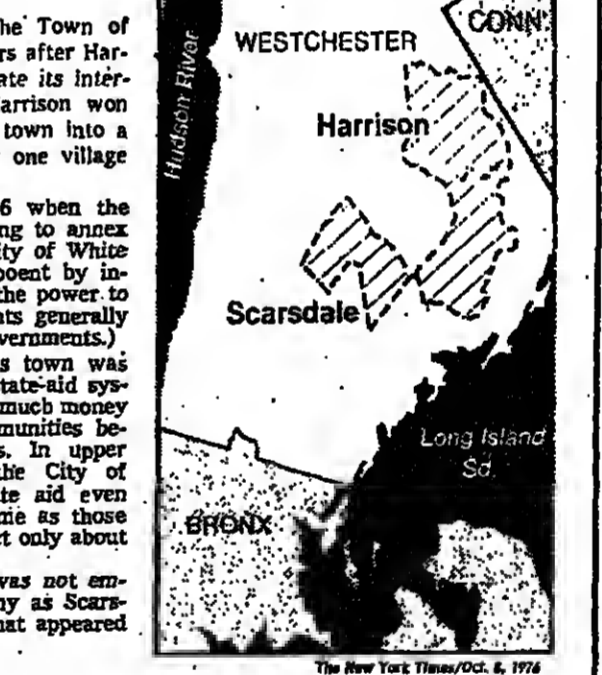 he Town of
rs after Har-
ate its inter-
arrison won
town into a
one village
6 when the
ng to annex
ity of White
poent by in-
the power to
nts generally
vernments.)
s town was
tate-aid sys-
much money
munities be-
s. In upper
the City of
te aid even
me as those
t only about
was not em-
ny as Scars-
hat appeared
WESTCHESTER
CONN.
Hudson River
Harrison
Scarsdale
Long Island
Sd.
BRONX
The New York Times/Oct. 8, 1976